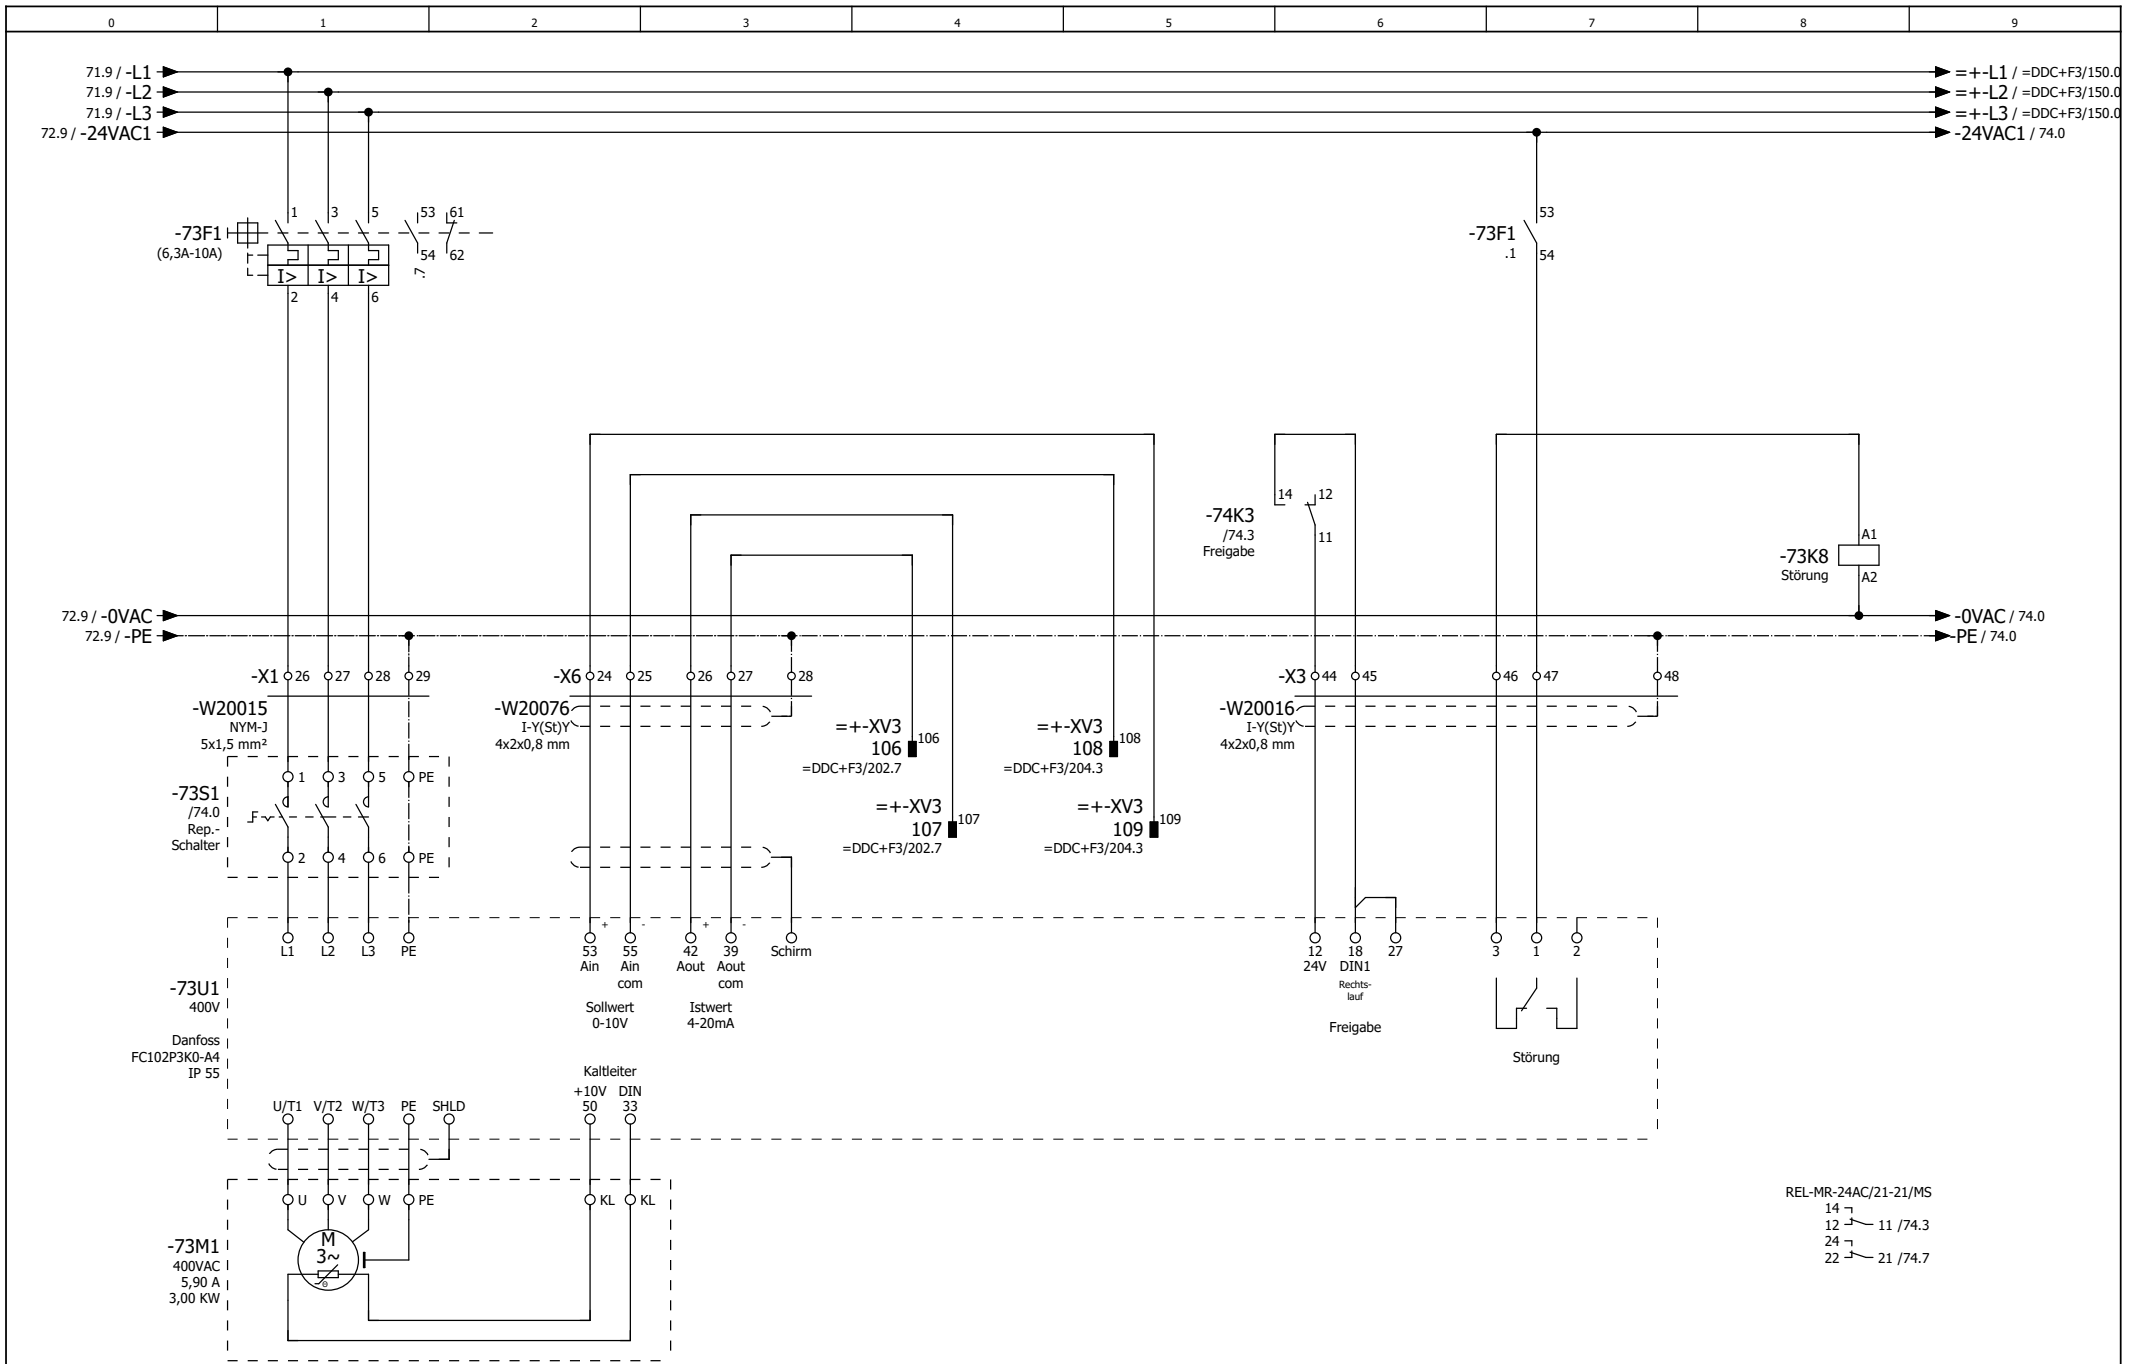 0 1 2 3 4 5 6 7 8 9
71.9 / -L1
=+-L1 / =DDC+F3/150.0
71.9 / -L2
=+-L2 / =DDC+F3/150.0
71.9 / -L3
=+-L3 / =DDC+F3/150.0
72.9 / -24VAC1
-24VAC1 / 74.0
-73F1
(6,3A-10A)
1 3 5 53 61
54 62
.7
I> I> I>
2 4 6
-73F1
.1
53
54
-74K3
/74.3
Freigabe
14 12
11
-73K8
Störung
A1
A2
72.9 / -0VAC
-0VAC / 74.0
72.9 / -PE
-PE / 74.0
-X1 26 27 28 29
-X6 24 25 26 27 28
-X3 44 45 46 47 48
-W20015
NYM-J
5x1,5 mm²
-W20076
I-Y(St)Y
4x2x0,8 mm
-W20016
I-Y(St)Y
4x2x0,8 mm
=+-XV3
106 106
=DDC+F3/202.7
=+-XV3
108 108
=DDC+F3/204.3
=+-XV3
107 107
=DDC+F3/202.7
=+-XV3
109 109
=DDC+F3/204.3
-73S1
/74.0
Rep.-
Schalter
1 3 5 PE
2 4 6 PE
L1 L2 L3 PE
+ - + -
53 55 42 39 Schirm
Ain Ain Aout Aout
com com
Sollwert
0-10V
Istwert
4-20mA
12 18 27
24V DIN1
Rechts-
lauf
Freigabe
3 1 2
Störung
-73U1
400V
Danfoss
FC102P3K0-A4
IP 55
Kaltleiter
+10V DIN
50 33
U/T1 V/T2 W/T3 PE SHLD
U V W PE KL KL
-73M1
400VAC
5,90 A
3,00 KW
M
3~
θ
REL-MR-24AC/21-21/MS
14
12 11 /74.3
24
22 21 /74.7